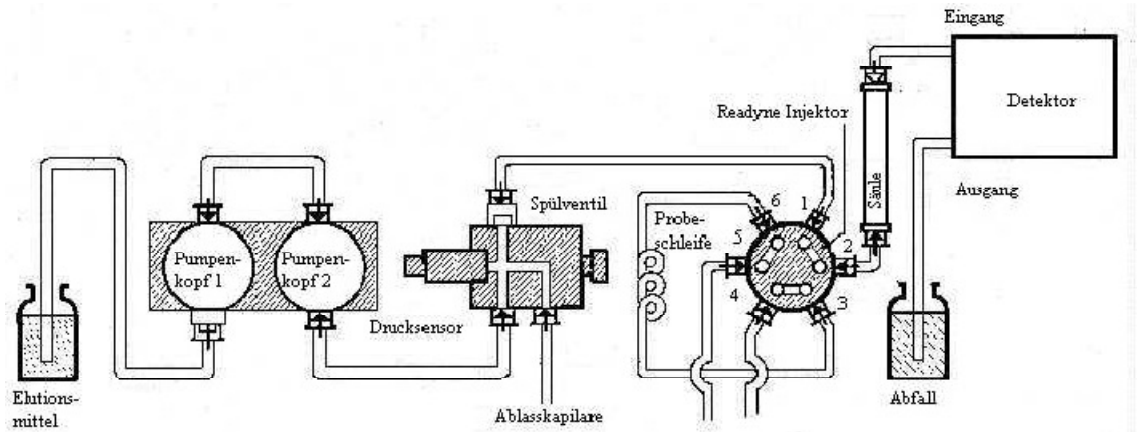 Eingang
Detektor
Readyne Injektor
Ausgang
Säule
Spülventil
Probe-
schleife
6
1
5
2
4
3
Pumpen-
kopf 1
Pumpen-
kopf 2
Drucksensor
Elutions-
mittel
Ablasskapilare
Abfall